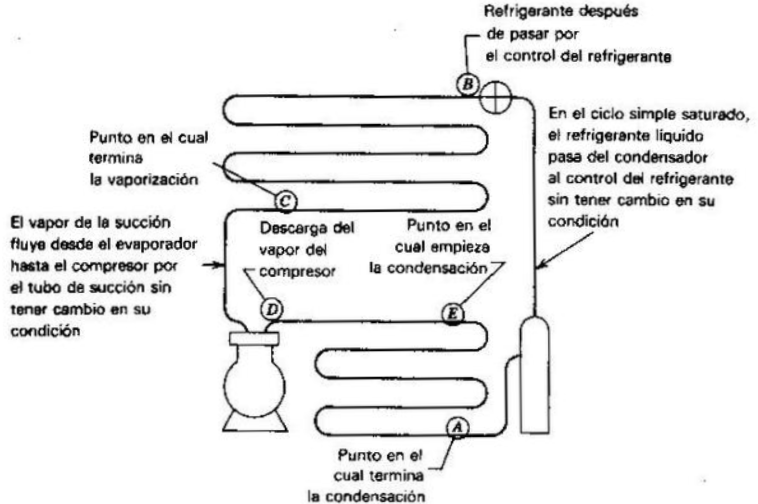 Refrigerante después
de pasar por
el control del refrigerante
B
En el ciclo simple saturado,
el refrigerante líquido
pasa del condensador
al control del refrigerante
sin tener cambio en su
condición
Punto en el cual
termina
la vaporización
C
El vapor de la succión
fluye desde el evaporador
hasta el compresor por
el tubo de succión sin
tener cambio en su
condición
Descarga del
vapor del
compresor
D
Punto en el
cual empieza
la condensación
E
A
Punto en el
cual termina
la condensación